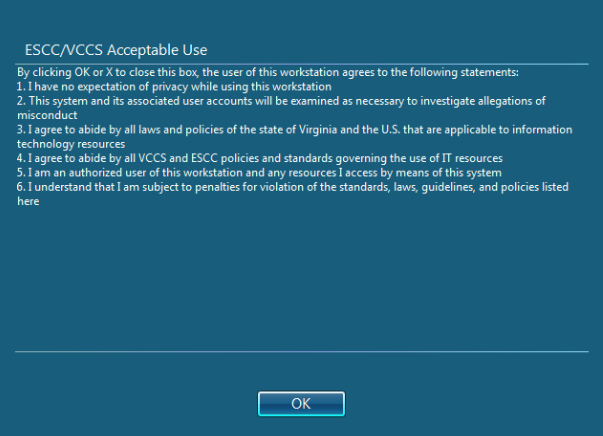 ESCC/VCCS Acceptable Use
By clicking OK or X to close this box, the user of this workstation agrees to the following statements:
1. I have no expectation of privacy while using this workstation
2. This system and its associated user accounts will be examined as necessary to investigate allegations of
misconduct
3. I agree to abide by all laws and policies of the state of Virginia and the U.S. that are applicable to information
technology resources
4. I agree to abide by all VCCS and ESCC policies and standards governing the use of IT resources
5. I am an authorized user of this workstation and any resources I access by means of this system
6. I understand that I am subject to penalties for violation of the standards, laws, guidelines, and policies listed
here
OK